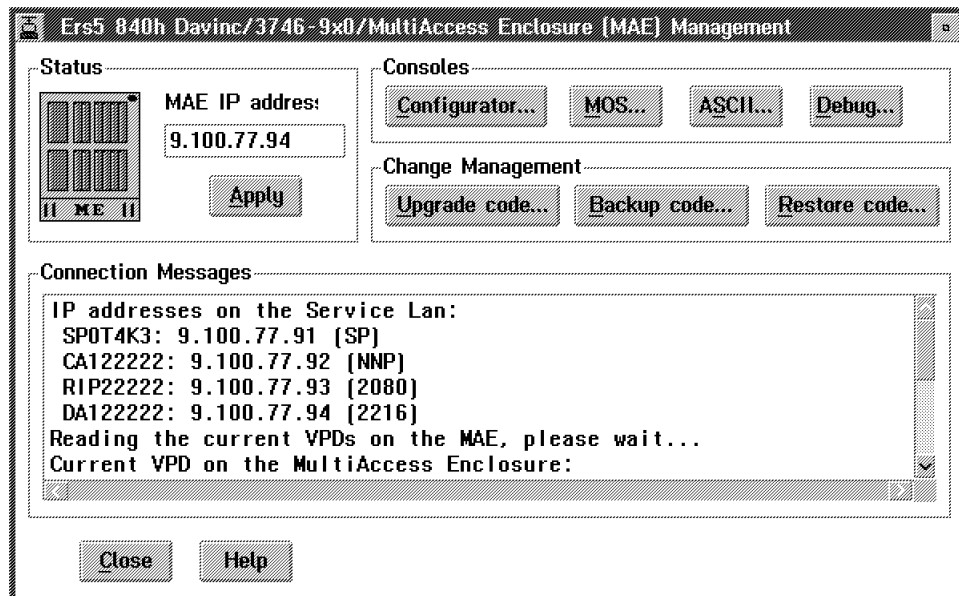 Ers5 840h Davinc/3746-9x0/MultiAccess Enclosure (MAE) Management
Status
MAE IP addres
9.100.77.94
Apply
ME
Consoles
Configurator...
MOS...
ASCII...
Debug...
Change Management
Upgrade code...
Backup code...
Restore code...
Connection Messages
IP addresses on the Service Lan:
SP0T4K3: 9.100.77.91 (SP)
CA122222: 9.100.77.92 (NNP)
RIP22222: 9.100.77.93 (2080)
DA122222: 9.100.77.94 (2216)
Reading the current VPDs on the MAE, please wait...
Current VPD on the MultiAccess Enclosure:
Close
Help